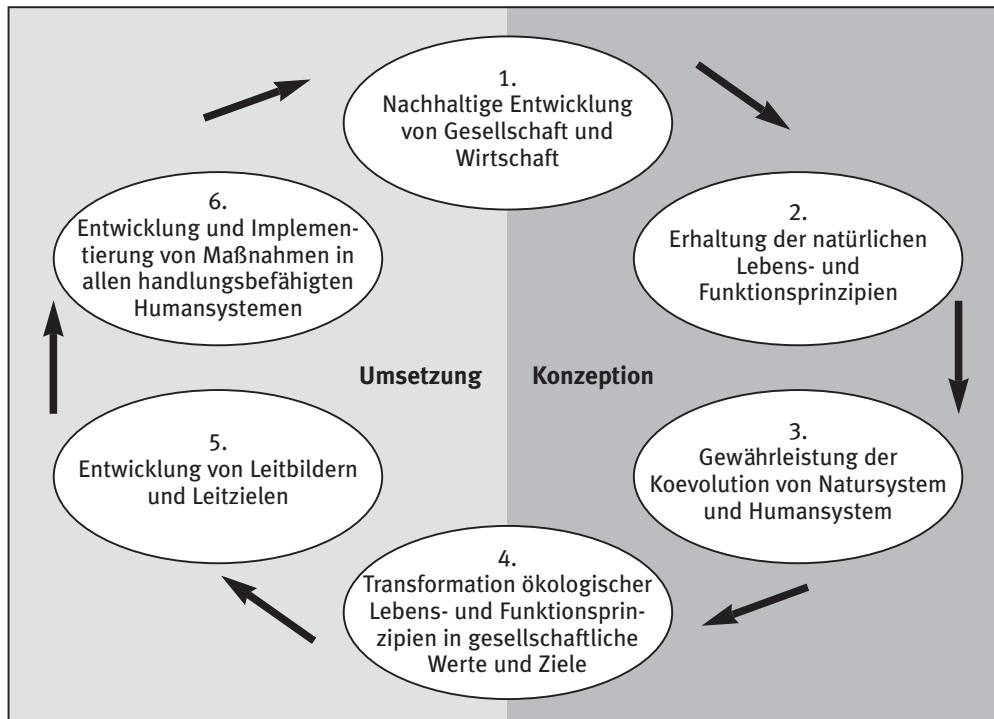 1.
Nachhaltige Entwicklung
von Gesellschaft und
Wirtschaft
2.
Erhaltung der natürlichen
Lebens- und
Funktionsprinzipien
3.
Gewährleistung der
Koevolution von Natursystem
und Humansystem
4.
Transformation ökologischer
Lebens- und Funktionsprin-
zipien in gesellschaftliche
Werte und Ziele
5.
Entwicklung von Leitbildern
und Leitzielen
6.
Entwicklung und Implemen-
tierung von Maßnahmen in
allen handlungsbefähigten
Humansystemen
Umsetzung
Konzeption